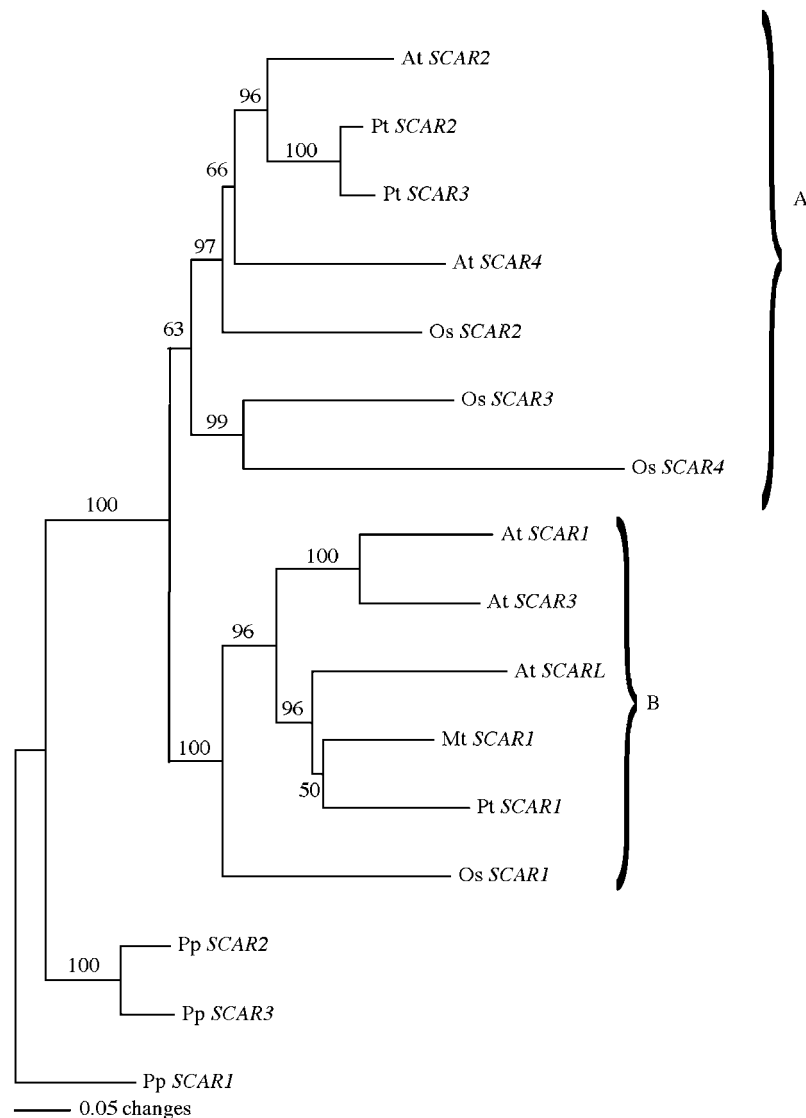 At SCAR2
96
Pt SCAR2
100
66
Pt SCAR3
A
97
At SCAR4
63
Os SCAR2
Os SCAR3
99
Os SCAR4
100
At SCAR1
100
At SCAR3
96
At SCARL
96
B
Mt SCAR1
100
50
Pt SCAR1
Os SCAR1
Pp SCAR2
100
Pp SCAR3
Pp SCAR1
0.05 changes